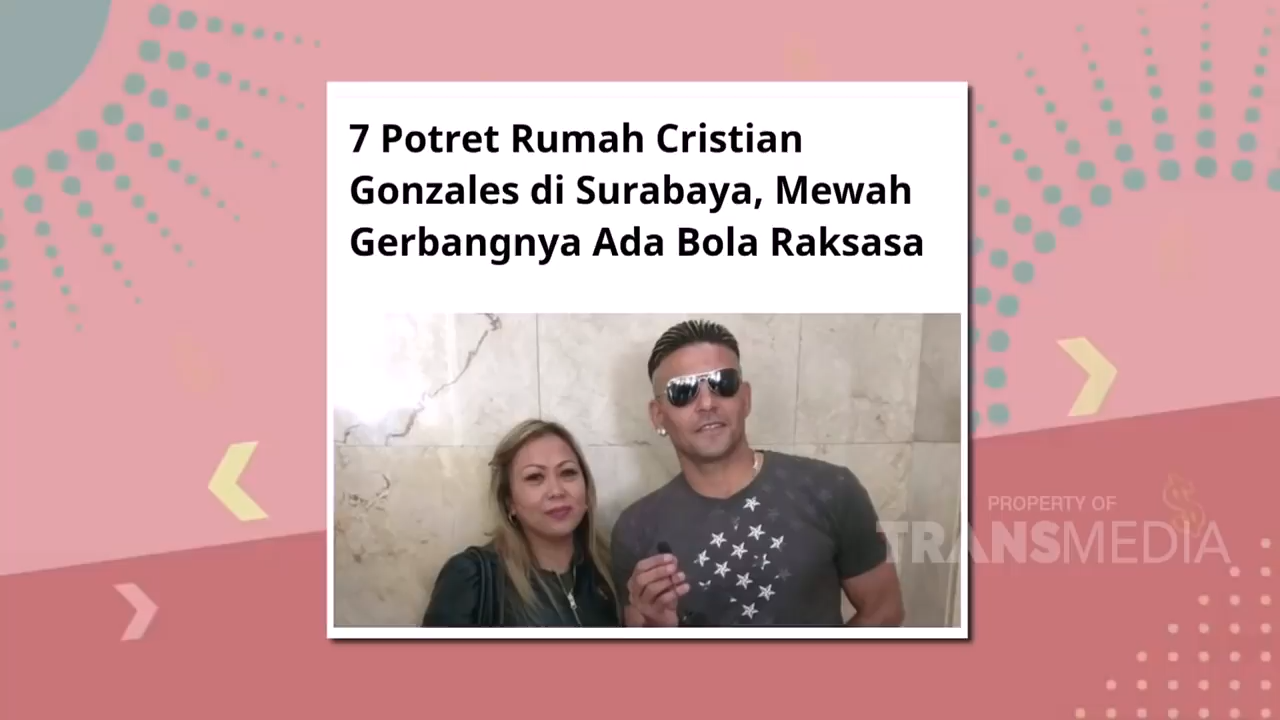 7 Potret Rumah Cristian
Gonzales di Surabaya, Mewah
Gerbangnya Ada Bola Raksasa
PROPERTY OF
TRANSMEDIA